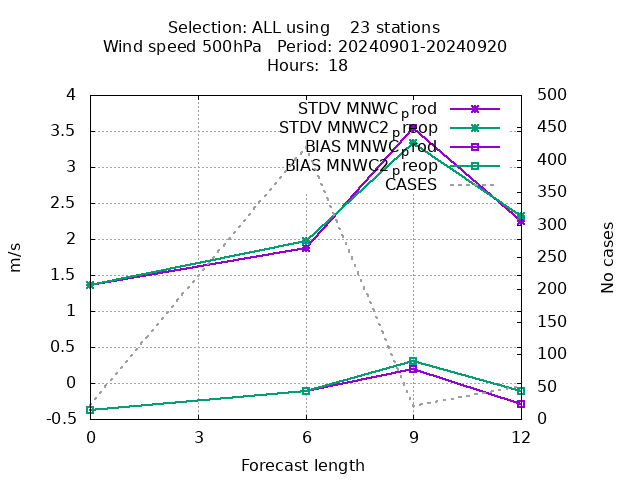 Selection: ALL using    23 stations
Wind speed 500hPa   Period: 20240901-20240920
Hours: 18
STDV MNWC_prod
STDV MNWC2_preop
BIAS MNWC_prod
BIAS MNWC2_preop
CASES
4
3.5
3
2.5
2
1.5
1
0.5
0
-0.5
m/s
500
450
400
350
300
250
200
150
100
50
0
No cases
0 3 6 9 12
Forecast length